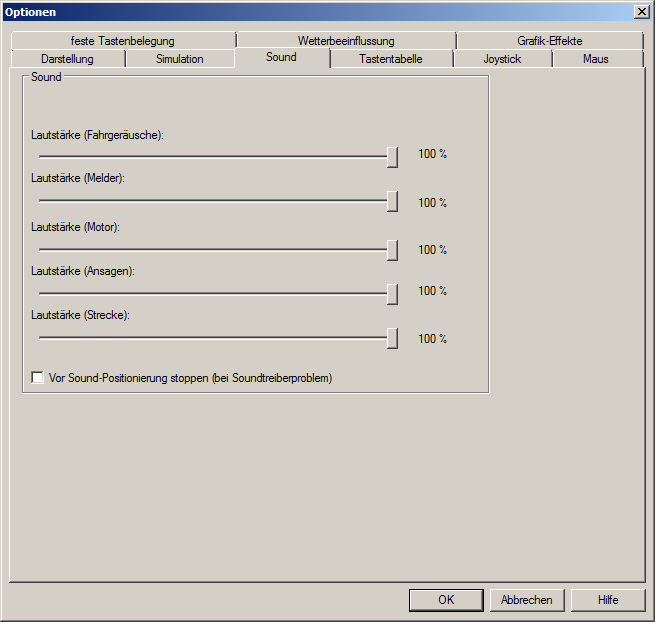 Optionen
feste Tastenbelegung Wetterbeeinflussung Grafik-Effekte
Darstellung Simulation Sound Tastentabelle Joystick Maus
Sound
Lautstärke (Fahrgeräusche):
100 %
Lautstärke (Melder):
100 %
Lautstärke (Motor):
100 %
Lautstärke (Ansagen):
100 %
Lautstärke (Strecke):
100 %
Vor Sound-Positionierung stoppen (bei Soundtreiberproblem)
OK Abbrechen Hilfe